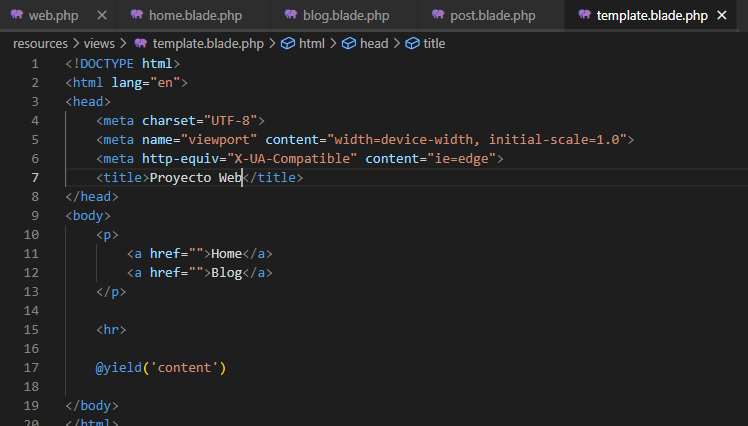 web.php home.blade.php blog.blade.php post.blade.php template.blade.php
resources > views > template.blade.php > html > head > title
1 <!DOCTYPE html>
2 <html lang="en">
3 <head>
4 <meta charset="UTF-8">
5 <meta name="viewport" content="width=device-width, initial-scale=1.0">
6 <meta http-equiv="X-UA-Compatible" content="ie=edge">
7 <title>Proyecto Web</title>
8 </head>
9 <body>
10 <p>
11 <a href="">Home</a>
12 <a href="">Blog</a>
13 </p>
14
15 <hr>
16
17 @yield('content')
18
19 </body>
20 </html>